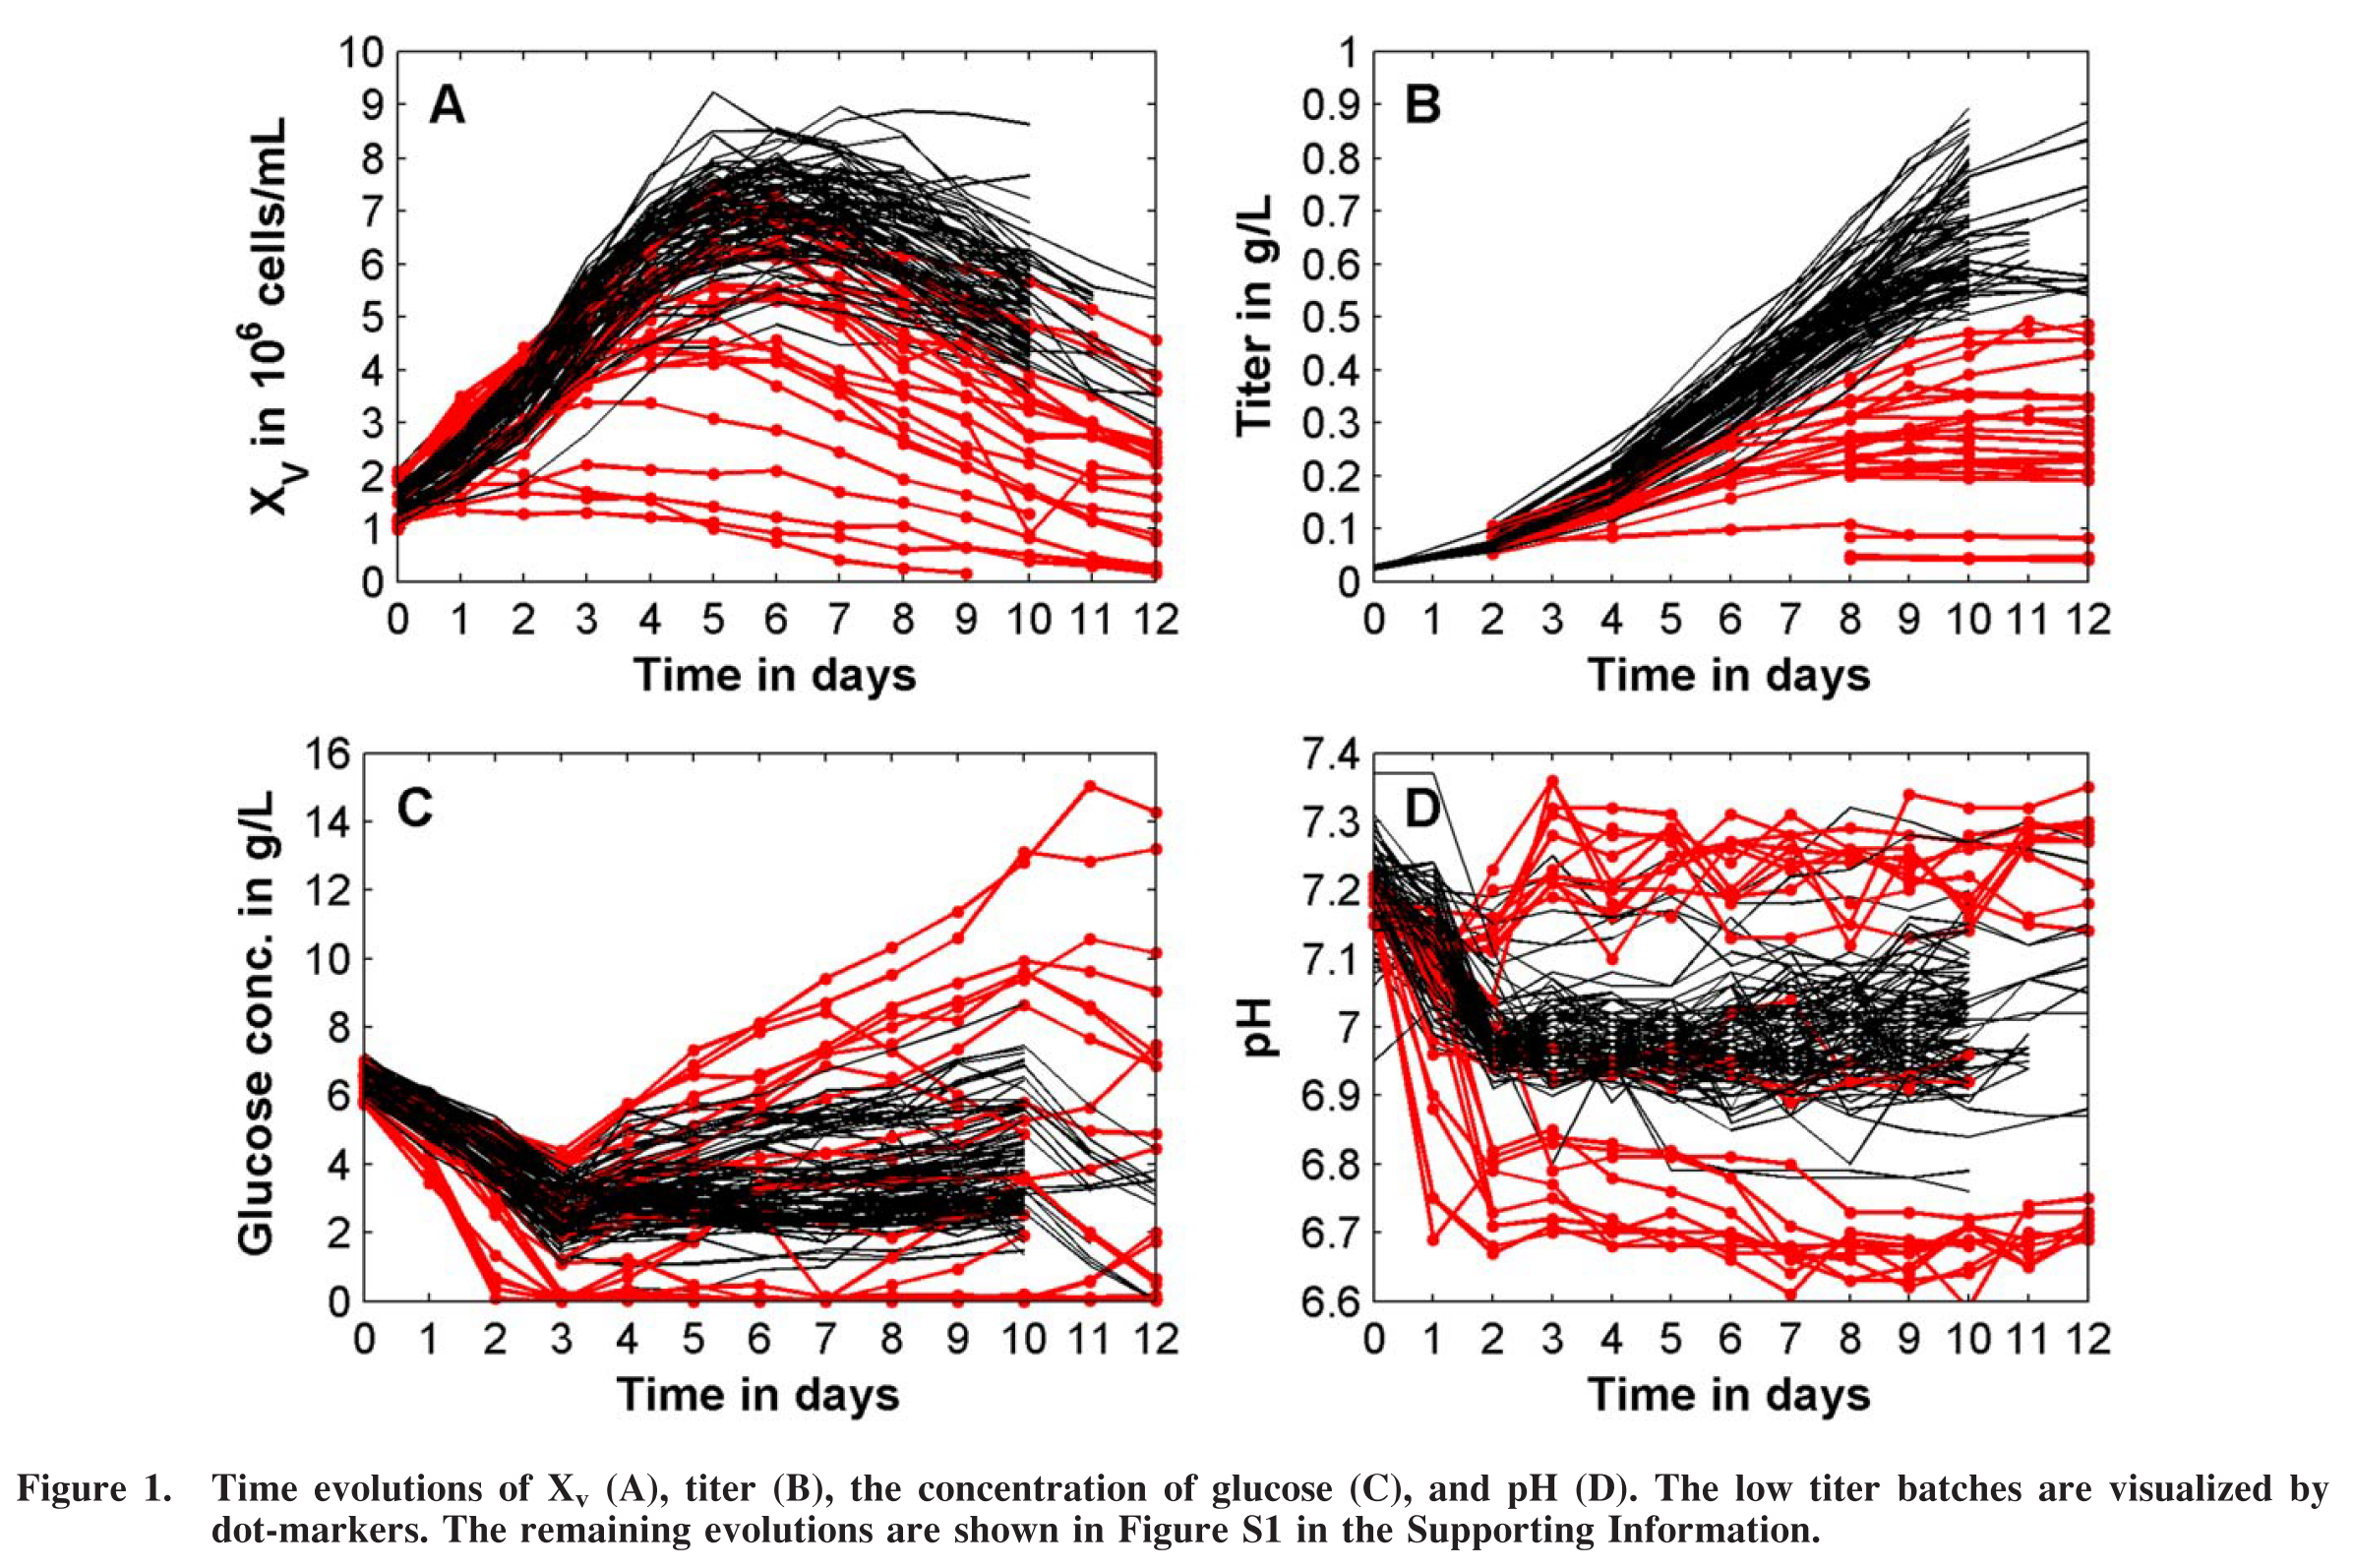 10
9
8
7
6
5
4
3
2
1
0
A
X_v in 10^6 cells/mL
0 1 2 3 4 5 6 7 8 9 10 11 12
Time in days
1
0.9
0.8
0.7
0.6
0.5
0.4
0.3
0.2
0.1
0
B
Titer in g/L
0 1 2 3 4 5 6 7 8 9 10 11 12
Time in days
16
14
12
10
8
6
4
2
0
C
Glucose conc. in g/L
0 1 2 3 4 5 6 7 8 9 10 11 12
Time in days
7.4
7.3
7.2
7.1
7
6.9
6.8
6.7
6.6
D
pH
0 1 2 3 4 5 6 7 8 9 10 11 12
Time in days
Figure 1. Time evolutions of X_v (A), titer (B), the concentration of glucose (C), and pH (D). The low titer batches are visualized by
dot-markers. The remaining evolutions are shown in Figure S1 in the Supporting Information.